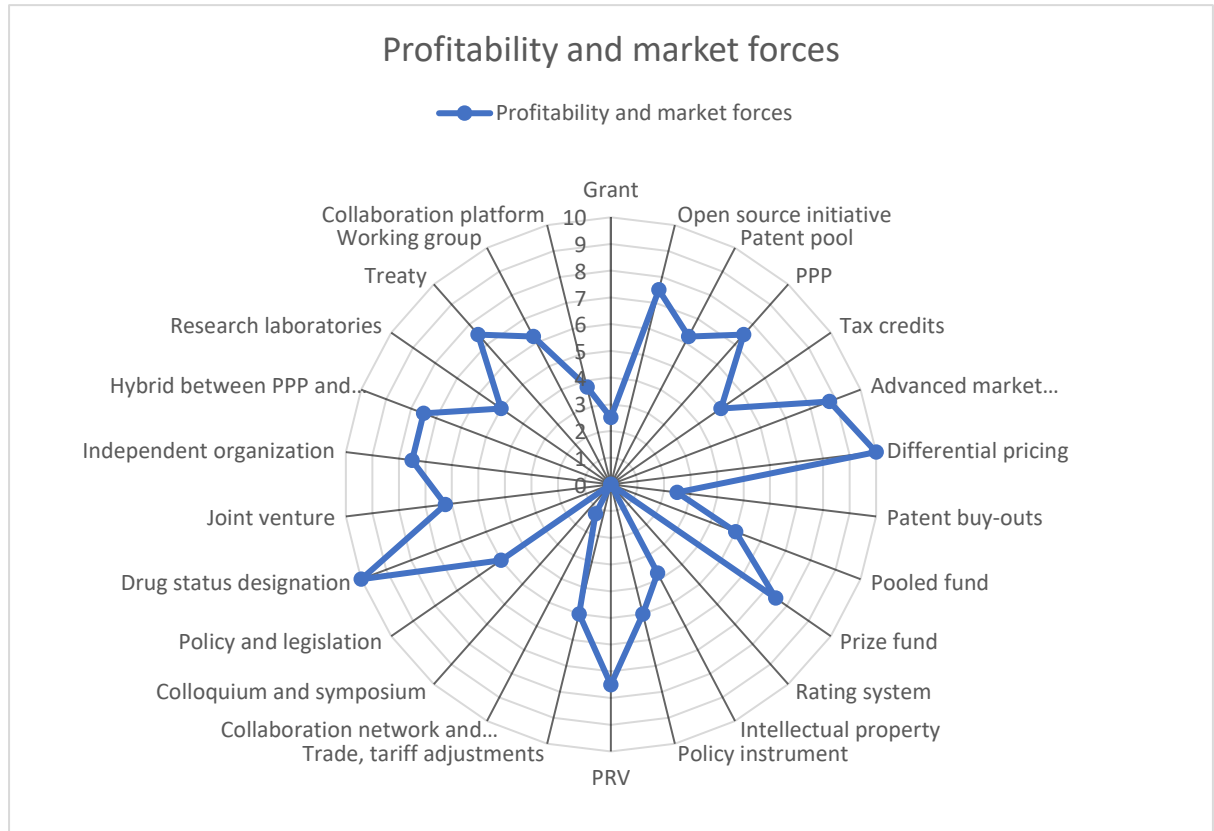 Profitability and market forces
Profitability and market forces
Grant
Collaboration platform
Open source initiative
Working group
Patent pool
Treaty
PPP
Research laboratories
Tax credits
Hybrid between PPP and...
Advanced market...
Independent organization
Differential pricing
Joint venture
Patent buy-outs
Drug status designation
Pooled fund
Policy and legislation
Prize fund
Colloquium and symposium
Rating system
Collaboration network and...
Intellectual property
Trade, tariff adjustments
Policy instrument
PRV
10
9
8
7
6
5
4
3
2
1
0